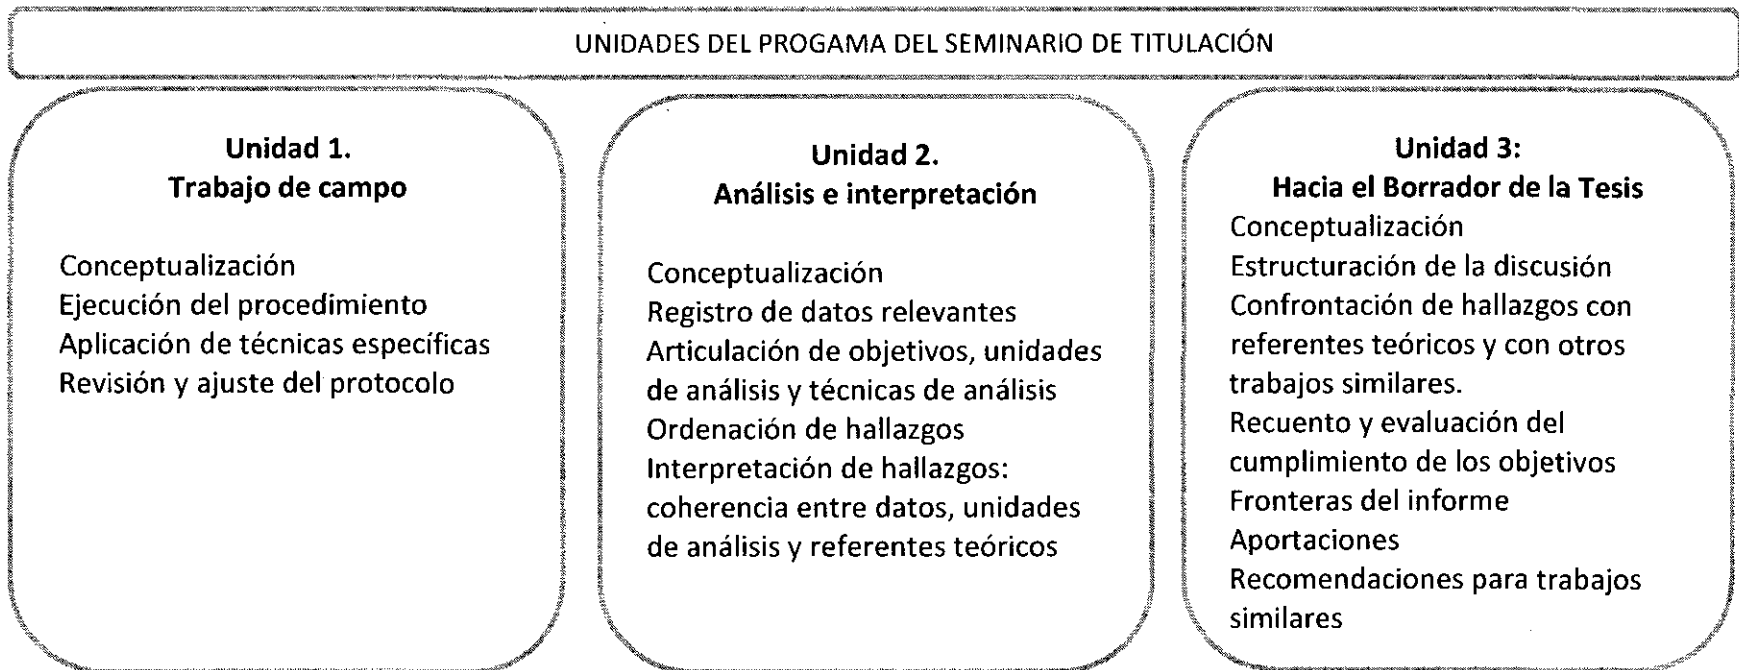 UNIDADES DEL PROGAMA DEL SEMINARIO DE TITULACIÓN
Unidad 1.
Trabajo de campo
Conceptualización
Ejecución del procedimiento
Aplicación de técnicas específicas
Revisión y ajuste del protocolo
Unidad 2.
Análisis e interpretación
Conceptualización
Registro de datos relevantes
Articulación de objetivos, unidades
de análisis y técnicas de análisis
Ordenación de hallazgos
Interpretación de hallazgos:
coherencia entre datos, unidades
de análisis y referentes teóricos
Unidad 3:
Hacia el Borrador de la Tesis
Conceptualización
Estructuración de la discusión
Confrontación de hallazgos con
referentes teóricos y con otros
trabajos similares.
Recuento y evaluación del
cumplimiento de los objetivos
Fronteras del informe
Aportaciones
Recomendaciones para trabajos
similares